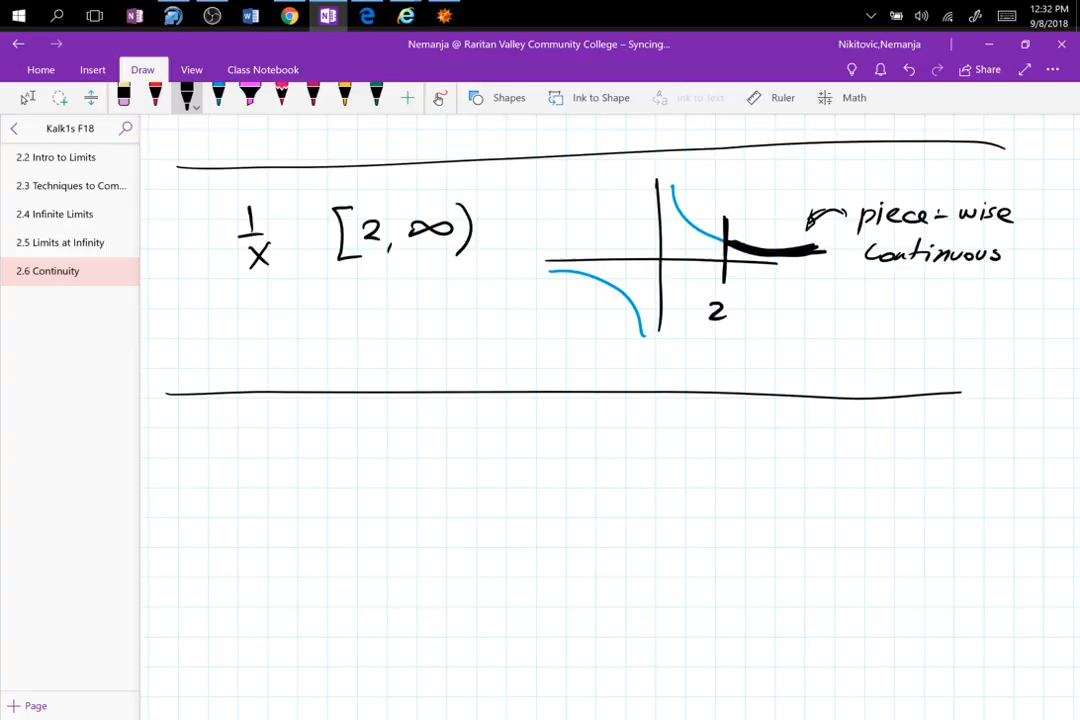 12:32 PM
9/8/2018
Nemanja @ Raritan Valley Community College – Syncing...
Nikitovic,Nemanja
Home Insert Draw View Class Notebook
Share
Shapes Ink to Shape Ink to Text Ruler Math
Kalk1s F18
2.2 Intro to Limits
2.3 Techniques to Com...
2.4 Infinite Limits
2.5 Limits at Infinity
2.6 Continuity
1/x [2, ∞)
piece-wise
continuous
2
Page